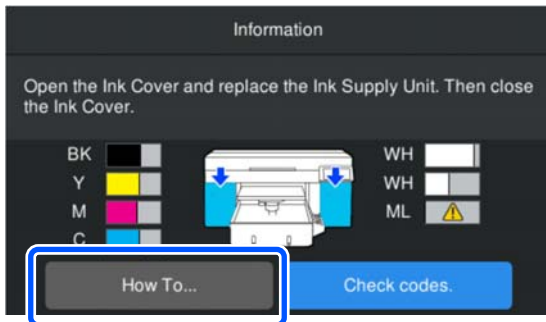 Information
Open the Ink Cover and replace the Ink Supply Unit. Then close
the Ink Cover.
BK
Y
M
C
WH
WH
ML
How To...
Check codes.